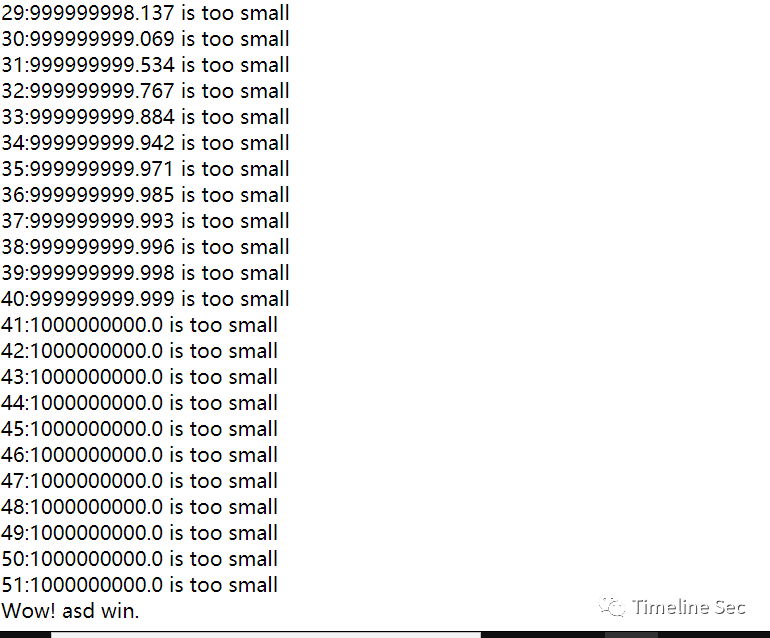 29:999999998.137 is too small
30:999999999.069 is too small
31:999999999.534 is too small
32:999999999.767 is too small
33:999999999.884 is too small
34:999999999.942 is too small
35:999999999.971 is too small
36:999999999.985 is too small
37:999999999.993 is too small
38:999999999.996 is too small
39:999999999.998 is too small
40:999999999.999 is too small
41:1000000000.0 is too small
42:1000000000.0 is too small
43:1000000000.0 is too small
44:1000000000.0 is too small
45:1000000000.0 is too small
46:1000000000.0 is too small
47:1000000000.0 is too small
48:1000000000.0 is too small
49:1000000000.0 is too small
50:1000000000.0 is too small
51:1000000000.0 is too small
Wow! asd win.
Timeline Sec